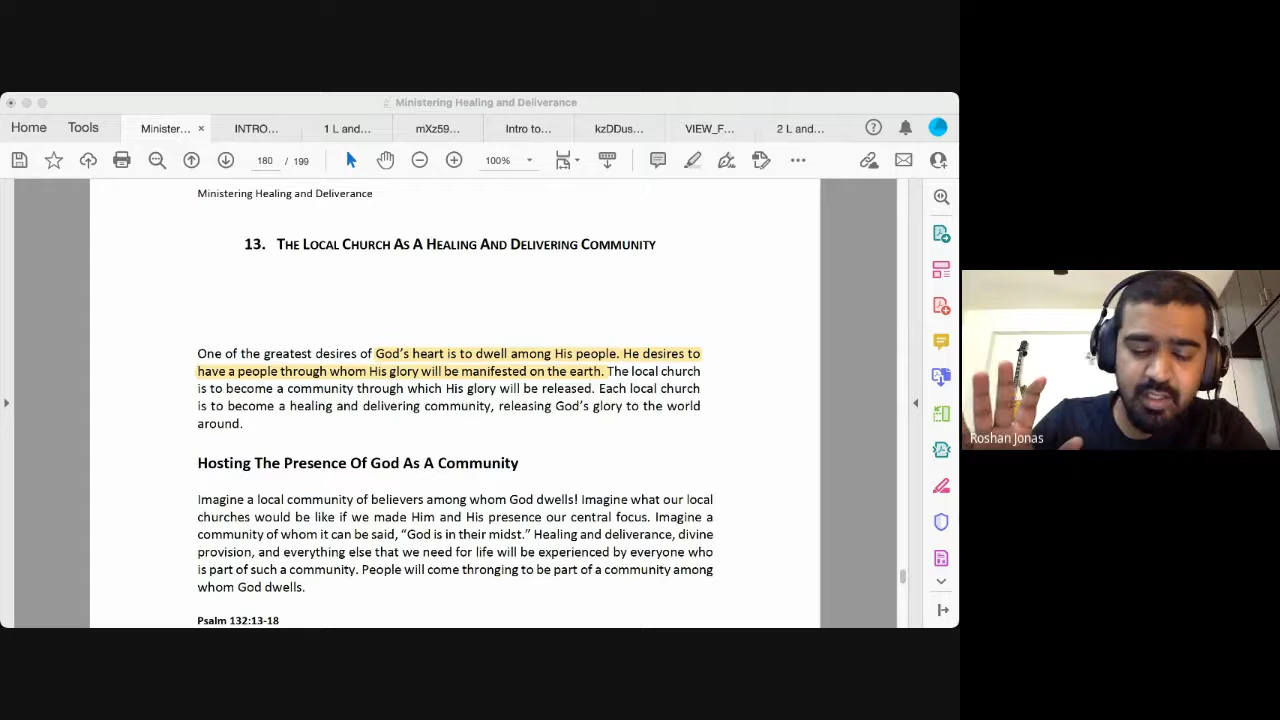 Ministering Healing and Deliverance
Home Tools Minister... × INTRO... 1 L and... mXz59... Intro to... kzDDus... VIEW_F... 2 L and...
180 / 199 100%
Ministering Healing and Deliverance
13. THE LOCAL CHURCH AS A HEALING AND DELIVERING COMMUNITY
One of the greatest desires of God's heart is to dwell among His people. He desires to
have a people through whom His glory will be manifested on the earth. The local church
is to become a community through which His glory will be released. Each local church
is to become a healing and delivering community, releasing God's glory to the world
around.
Hosting The Presence Of God As A Community
Imagine a local community of believers among whom God dwells! Imagine what our local
churches would be like if we made Him and His presence our central focus. Imagine a
community of whom it can be said, “God is in their midst.” Healing and deliverance, divine
provision, and everything else that we need for life will be experienced by everyone who
is part of such a community. People will come thronging to be part of a community among
whom God dwells.
Psalm 132:13-18
Roshan Jonas